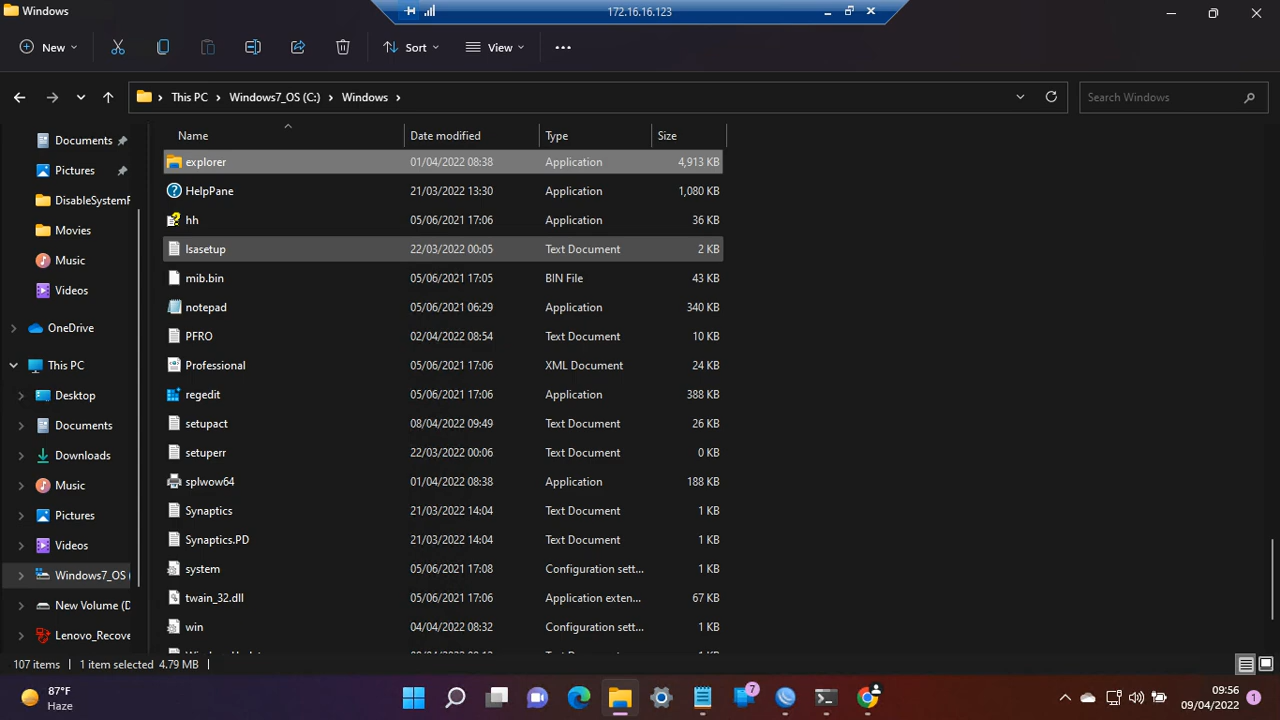 Windows
172.16.16.123
New
Sort
View
This PC
Windows7_OS (C:)
Windows
Search Windows
Name
Date modified
Type
Size
Documents
Pictures
DisableSystemF
Movies
Music
Videos
OneDrive
This PC
Desktop
Documents
Downloads
Music
Pictures
Videos
Windows7_OS (
New Volume (D
Lenovo_Recove
explorer 01/04/2022 08:38 Application 4,913 KB
HelpPane 21/03/2022 13:30 Application 1,080 KB
hh 05/06/2021 17:06 Application 36 KB
lsasetup 22/03/2022 00:05 Text Document 2 KB
mib.bin 05/06/2021 17:05 BIN File 43 KB
notepad 05/06/2021 06:29 Application 340 KB
PFRO 02/04/2022 08:54 Text Document 10 KB
Professional 05/06/2021 17:06 XML Document 24 KB
regedit 05/06/2021 17:06 Application 388 KB
setupact 08/04/2022 09:49 Text Document 26 KB
setuperr 22/03/2022 00:06 Text Document 0 KB
splwow64 01/04/2022 08:38 Application 188 KB
Synaptics 21/03/2022 14:04 Text Document 1 KB
Synaptics.PD 21/03/2022 14:04 Text Document 1 KB
system 05/06/2021 17:08 Configuration sett... 1 KB
twain_32.dll 05/06/2021 17:06 Application exten... 67 KB
win 04/04/2022 08:32 Configuration sett... 1 KB
107 items 1 item selected 4.79 MB
87°F
Haze
7
09:56
09/04/2022
1